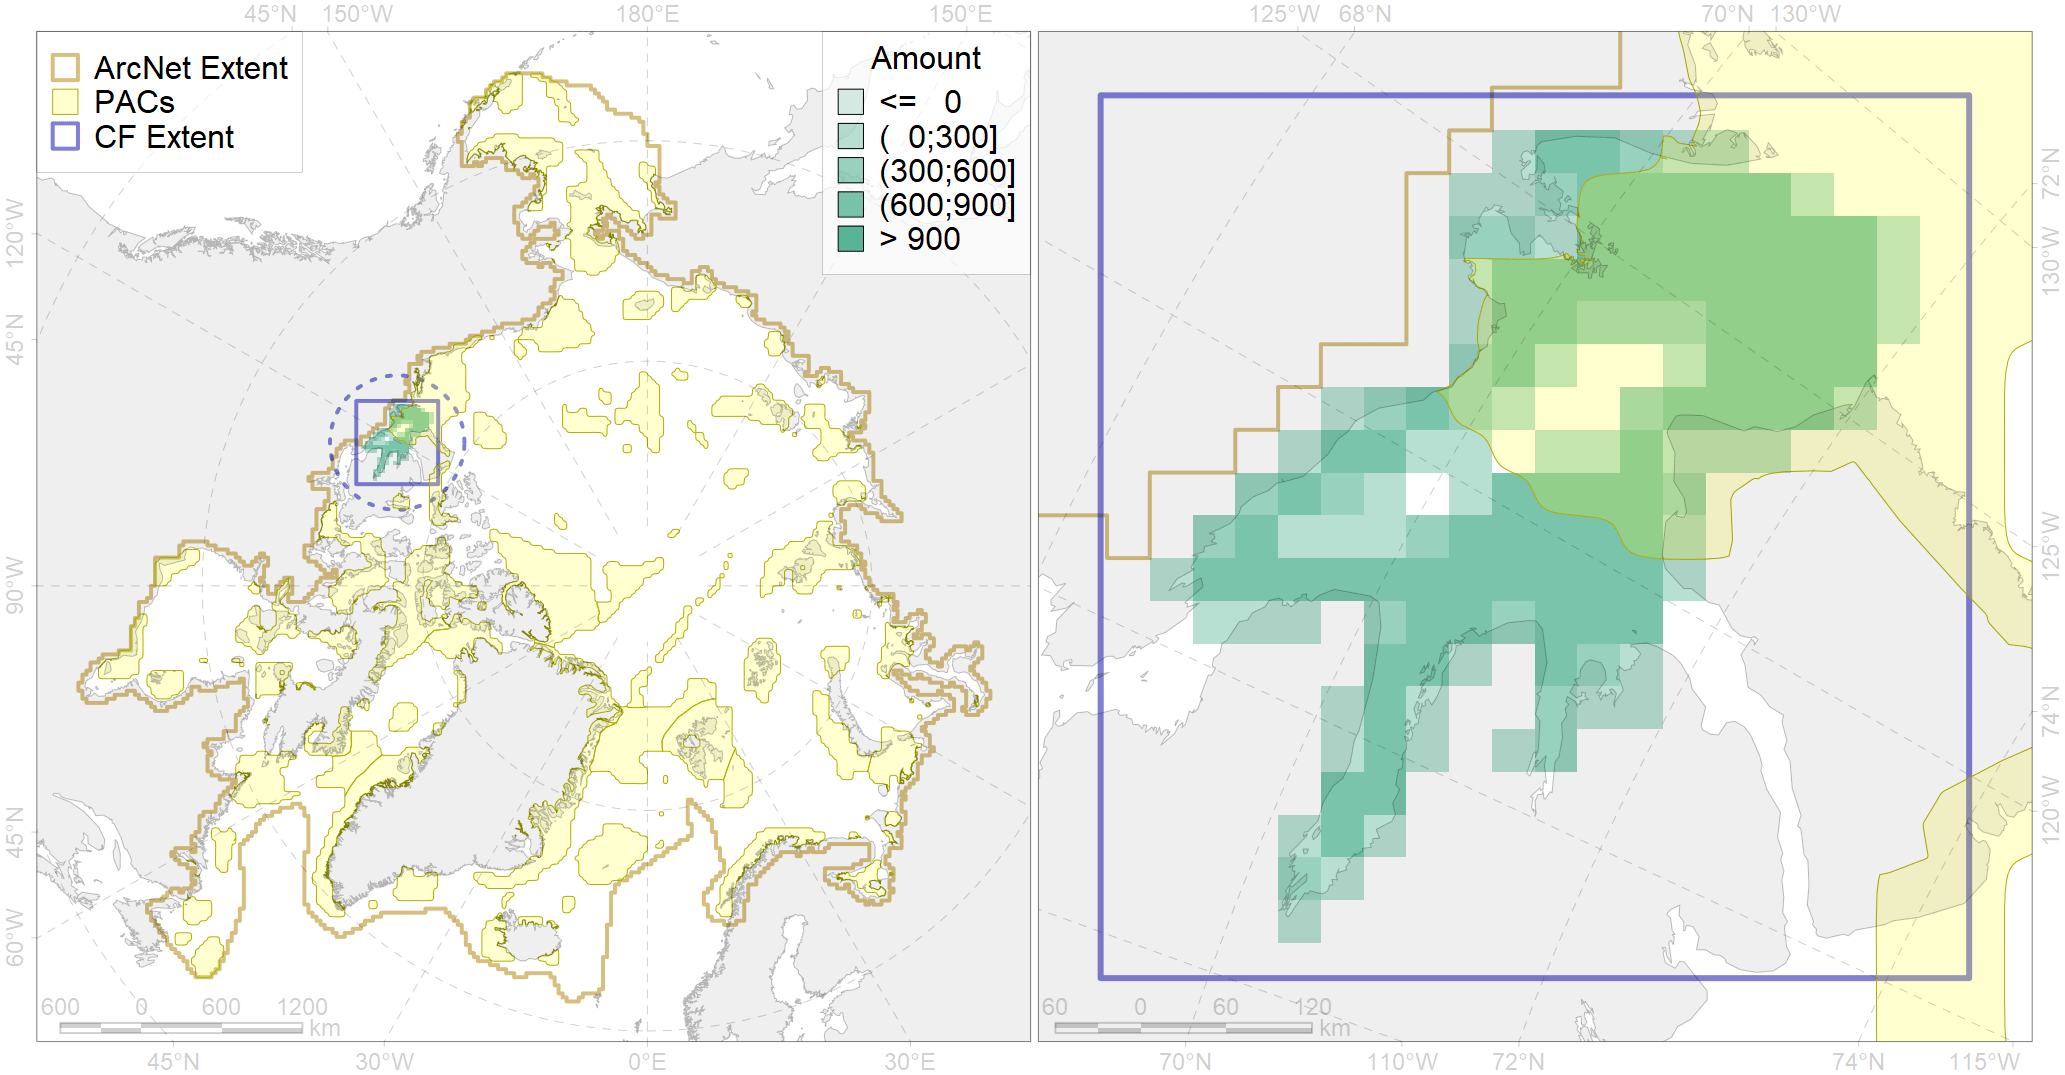 45°N 150°W 180°E 150°E 125°W 68°N 70°N 130°W
ArcNet Extent
PACs
CF Extent
Amount
<= 0
( 0;300]
(300;600]
(600;900]
> 900
120°W
45°N
90°W
45°N
60°W
72°N
130°W
125°W
74°N
120°W
600 0 600 1200
km
60 0 60 120
km
45°N 30°W 0°E 30°E 70°N 110°W 72°N 74°N 115°W